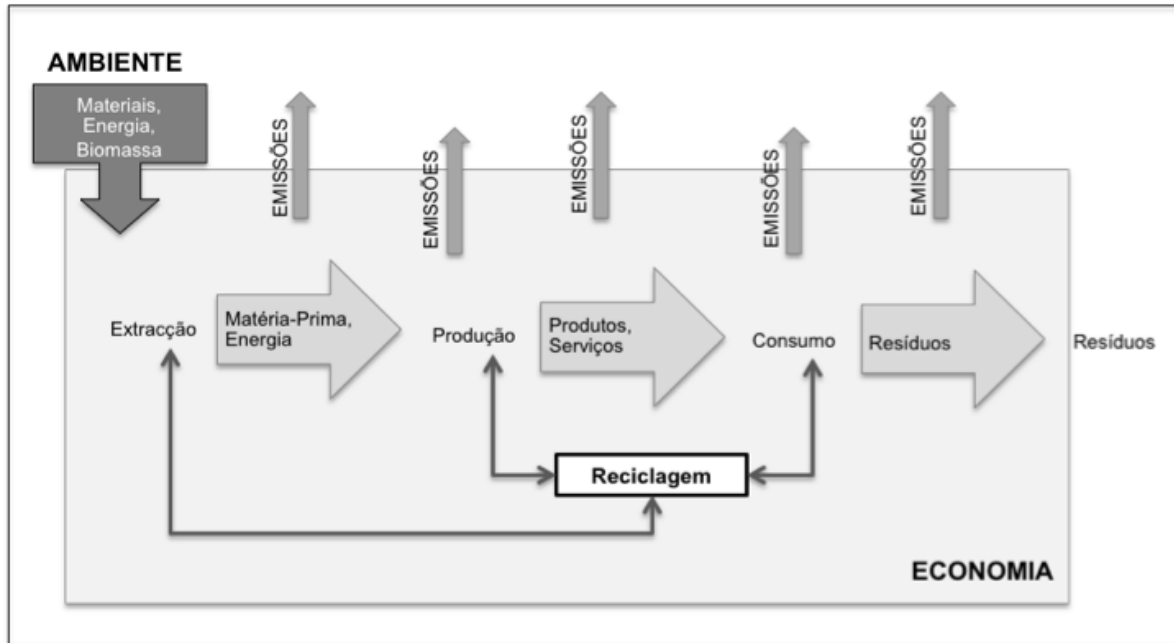 AMBIENTE
Materiais,
Energia,
Biomassa
EMISSÕES
EMISSÕES
EMISSÕES
EMISSÕES
EMISSÕES
Extracção
Matéria-Prima,
Energia
Produção
Produtos,
Serviços
Consumo
Resíduos
Resíduos
Reciclagem
ECONOMIA